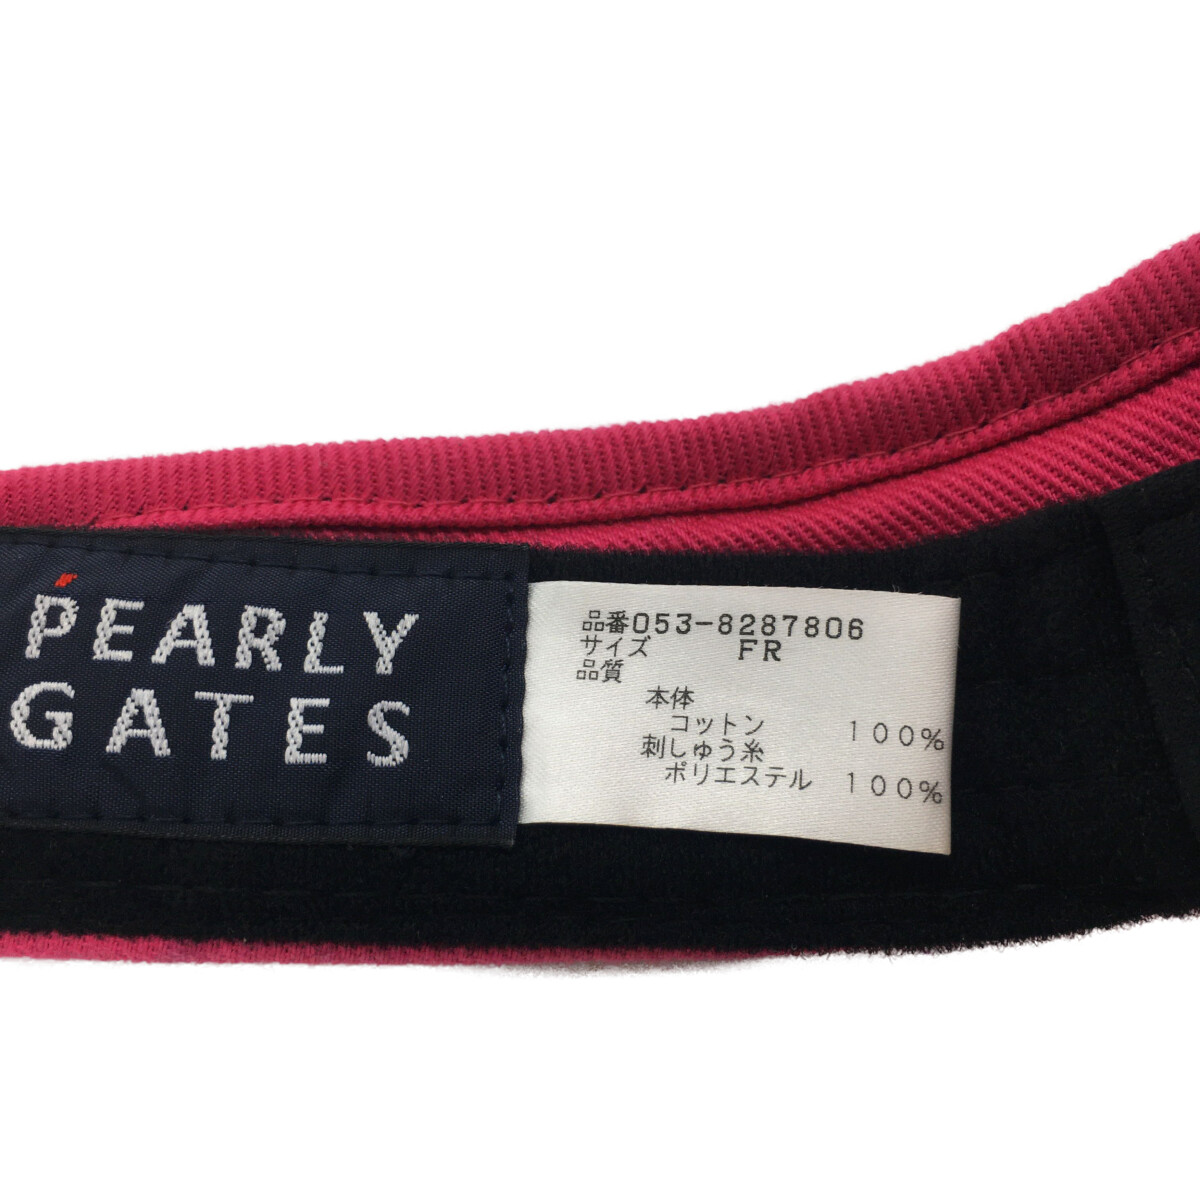 PEARLY
GATES
品番053-8287806
サイズ FR
品質
本体
コットン 100%
刺しゅう糸
ポリエステル 100%